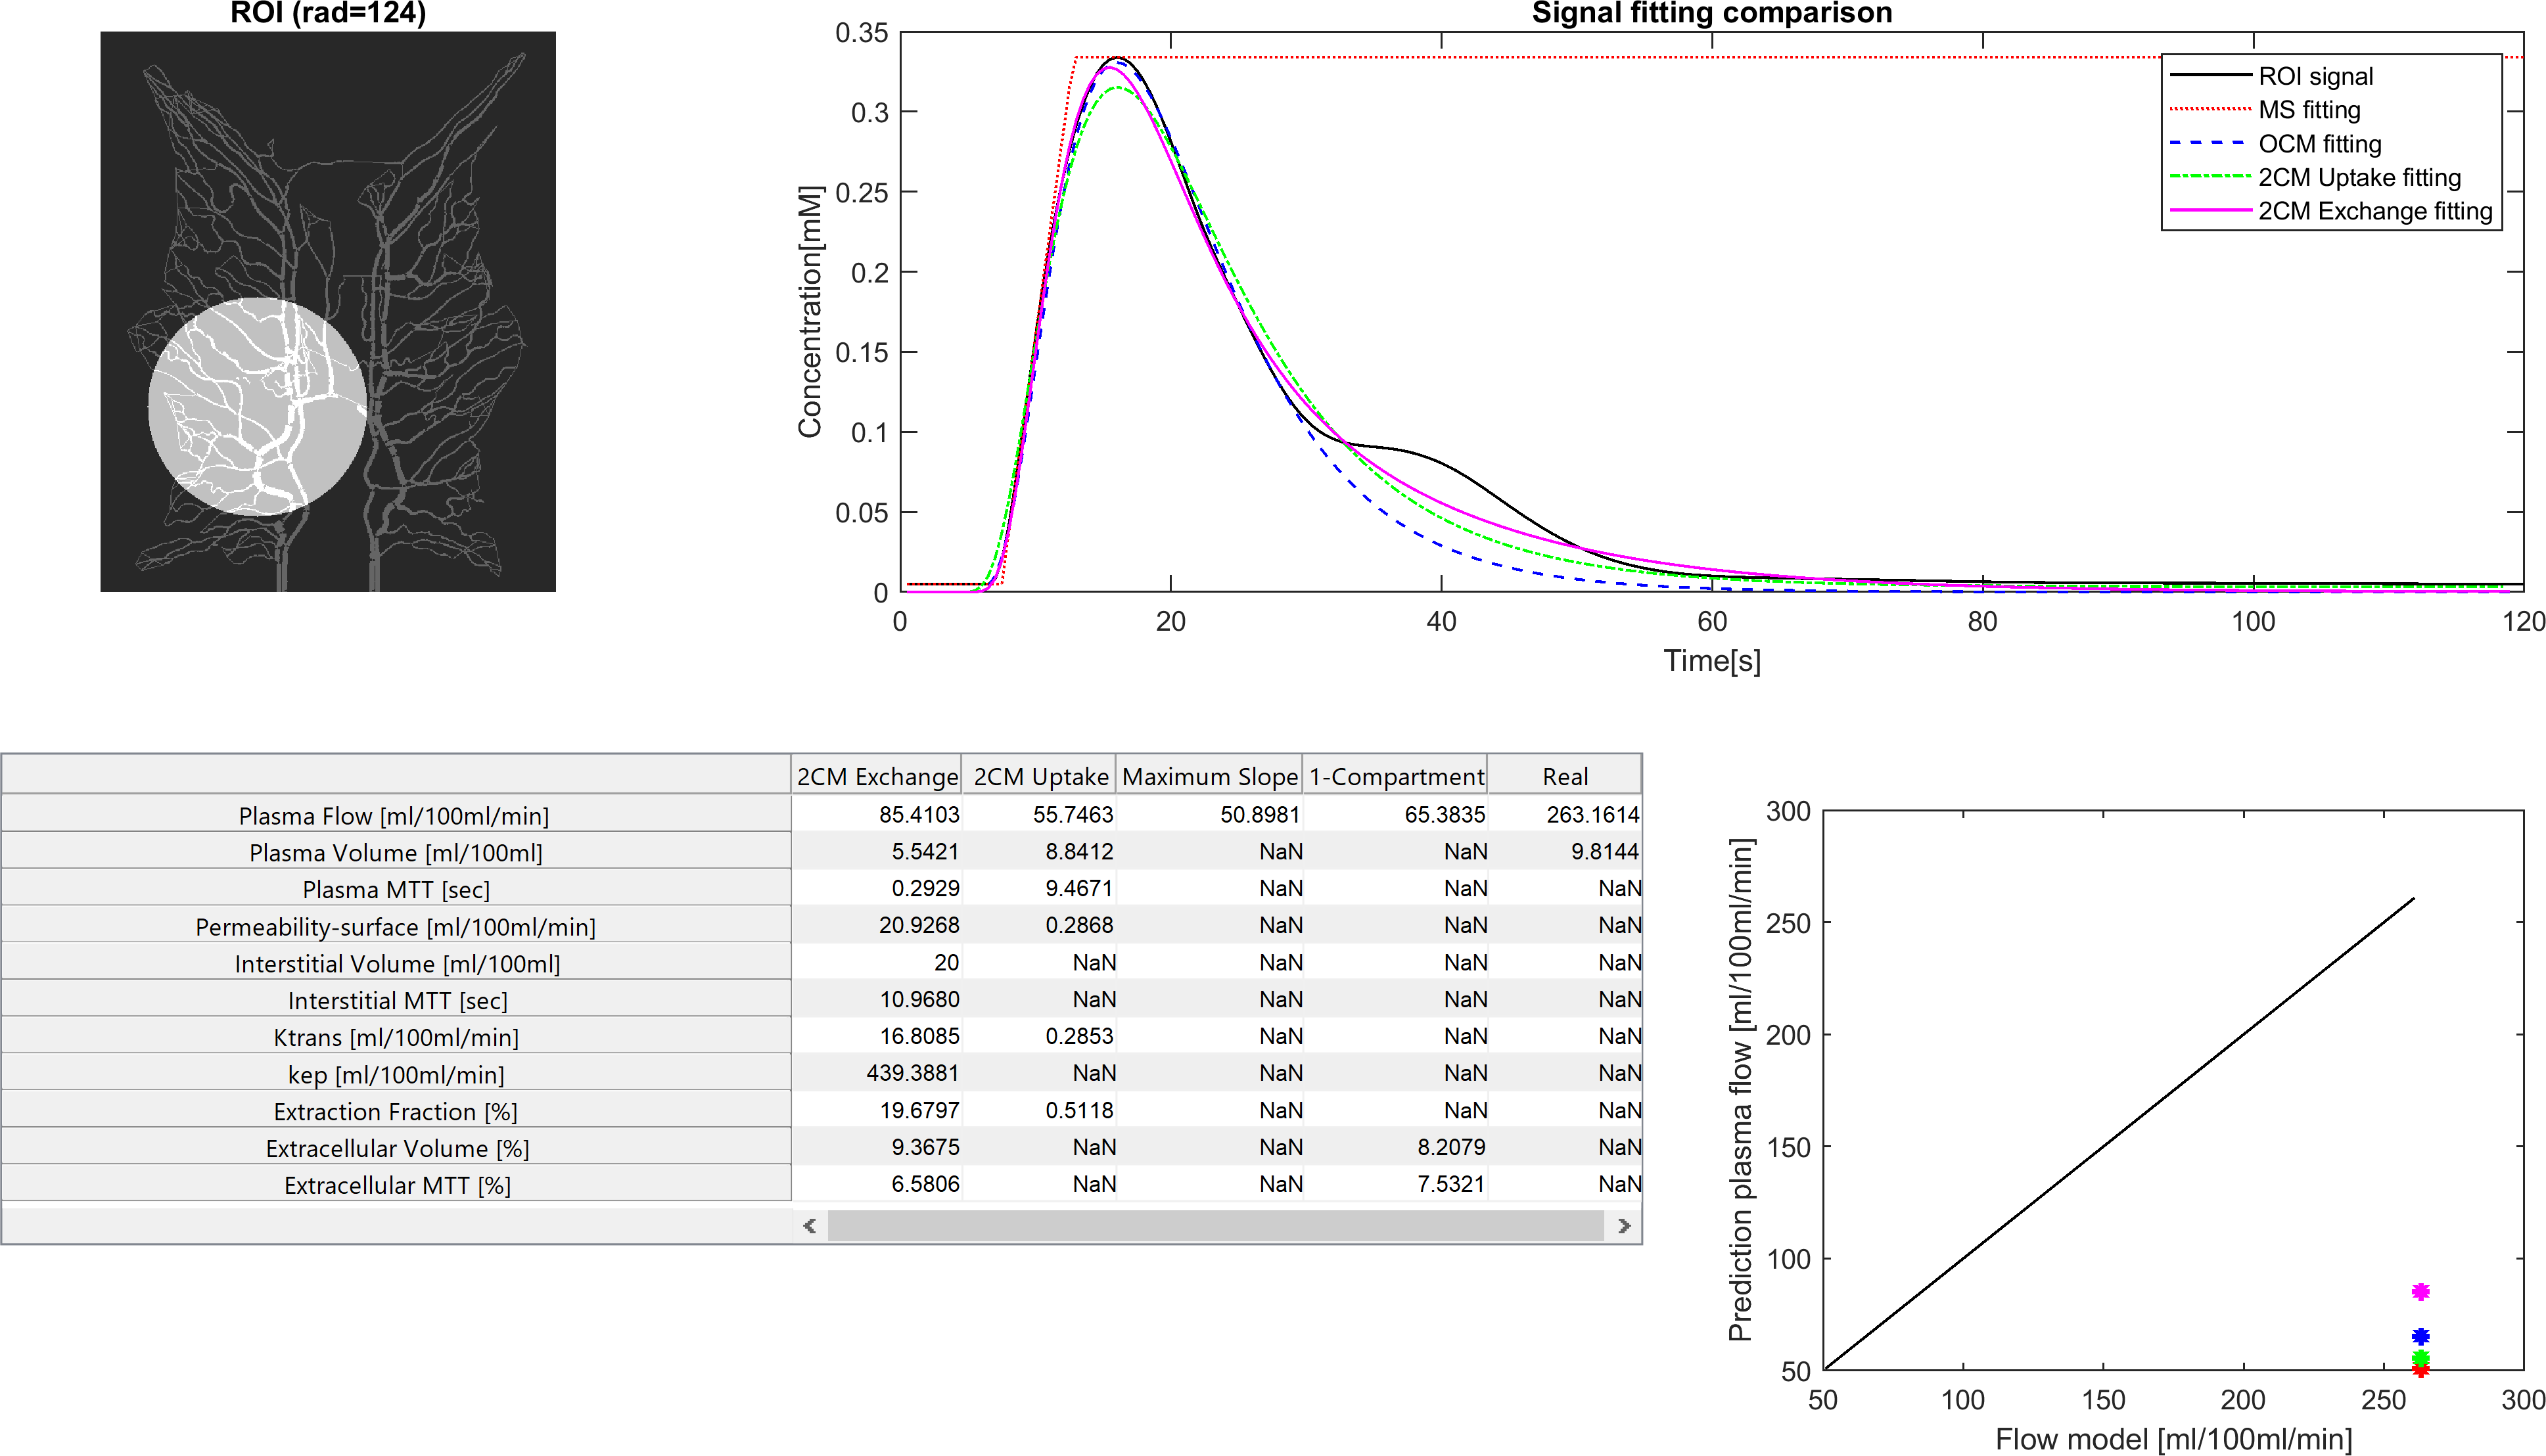 ROI (rad=124)
Signal fitting comparison
0.35
0.3
0.25
0.2
0.15
0.1
0.05
0
Concentration[mM]
0 20 40 60 80 100 120
Time[s]
ROI signal
MS fitting
OCM fitting
2CM Uptake fitting
2CM Exchange fitting
2CM Exchange 2CM Uptake Maximum Slope 1-Compartment Real
Plasma Flow [ml/100ml/min] 85.4103 55.7463 50.8981 65.3835 263.1614
Plasma Volume [ml/100ml] 5.5421 8.8412 NaN NaN 9.8144
Plasma MTT [sec] 0.2929 9.4671 NaN NaN NaN
Permeability-surface [ml/100ml/min] 20.9268 0.2868 NaN NaN NaN
Interstitial Volume [ml/100ml] 20 NaN NaN NaN NaN
Interstitial MTT [sec] 10.9680 NaN NaN NaN NaN
Ktrans [ml/100ml/min] 16.8085 0.2853 NaN NaN NaN
kep [ml/100ml/min] 439.3881 NaN NaN NaN NaN
Extraction Fraction [%] 19.6797 0.5118 NaN NaN NaN
Extracellular Volume [%] 9.3675 NaN NaN 8.2079 NaN
Extracellular MTT [%] 6.5806 NaN NaN 7.5321 NaN
300
250
200
150
100
50
Prediction plasma flow [ml/100ml/min]
50 100 150 200 250 300
Flow model [ml/100ml/min]